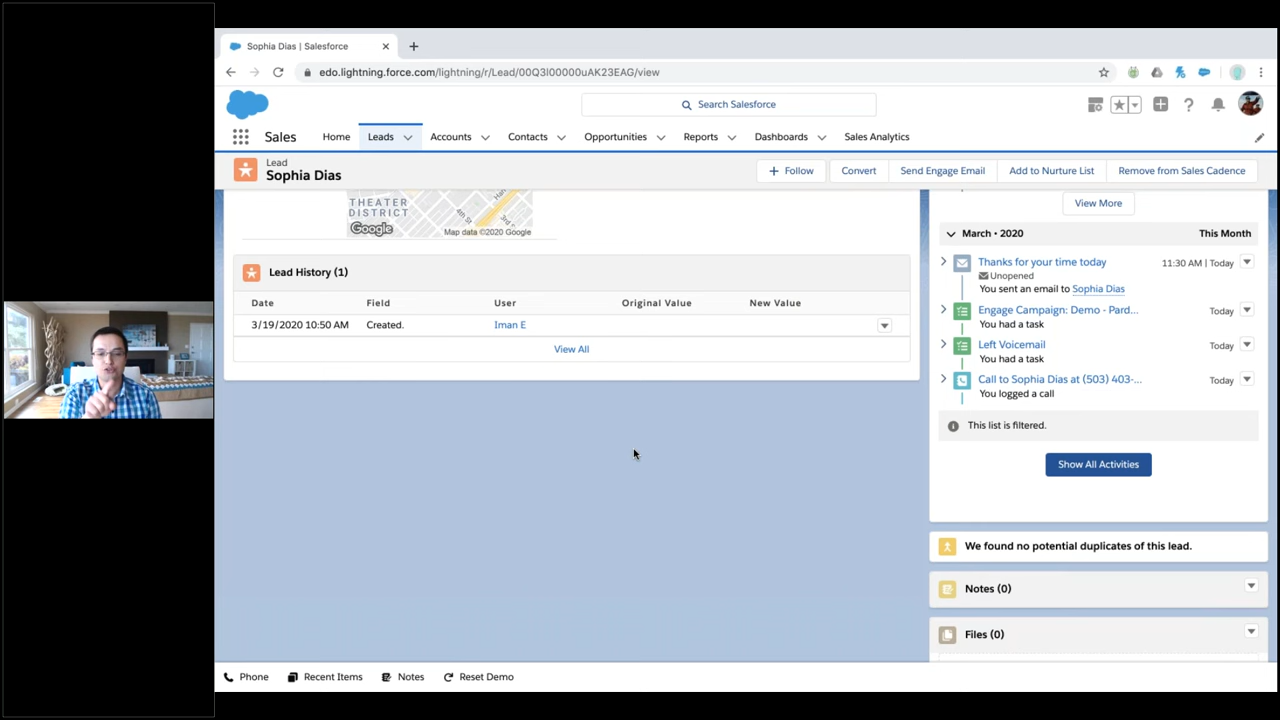 Sophia Dias | Salesforce
edo.lightning.force.com/lightning/r/Lead/00Q3l00000uAK23EAG/view
Search Salesforce
Sales Home Leads Accounts Contacts Opportunities Reports Dashboards Sales Analytics
Lead
Sophia Dias
Follow Convert Send Engage Email Add to Nurture List Remove from Sales Cadence
THEATER
DISTRICT
4th St
3rd
Google
Map data ©2020 Google
Lead History (1)
Date Field User Original Value New Value
3/19/2020 10:50 AM Created. Iman E
View All
View More
March • 2020 This Month
Thanks for your time today 11:30 AM | Today
Unopened
You sent an email to Sophia Dias
Engage Campaign: Demo - Pard... Today
You had a task
Left Voicemail Today
You had a task
Call to Sophia Dias at (503) 403-... Today
You logged a call
This list is filtered.
Show All Activities
We found no potential duplicates of this lead.
Notes (0)
Files (0)
Phone Recent Items Notes Reset Demo